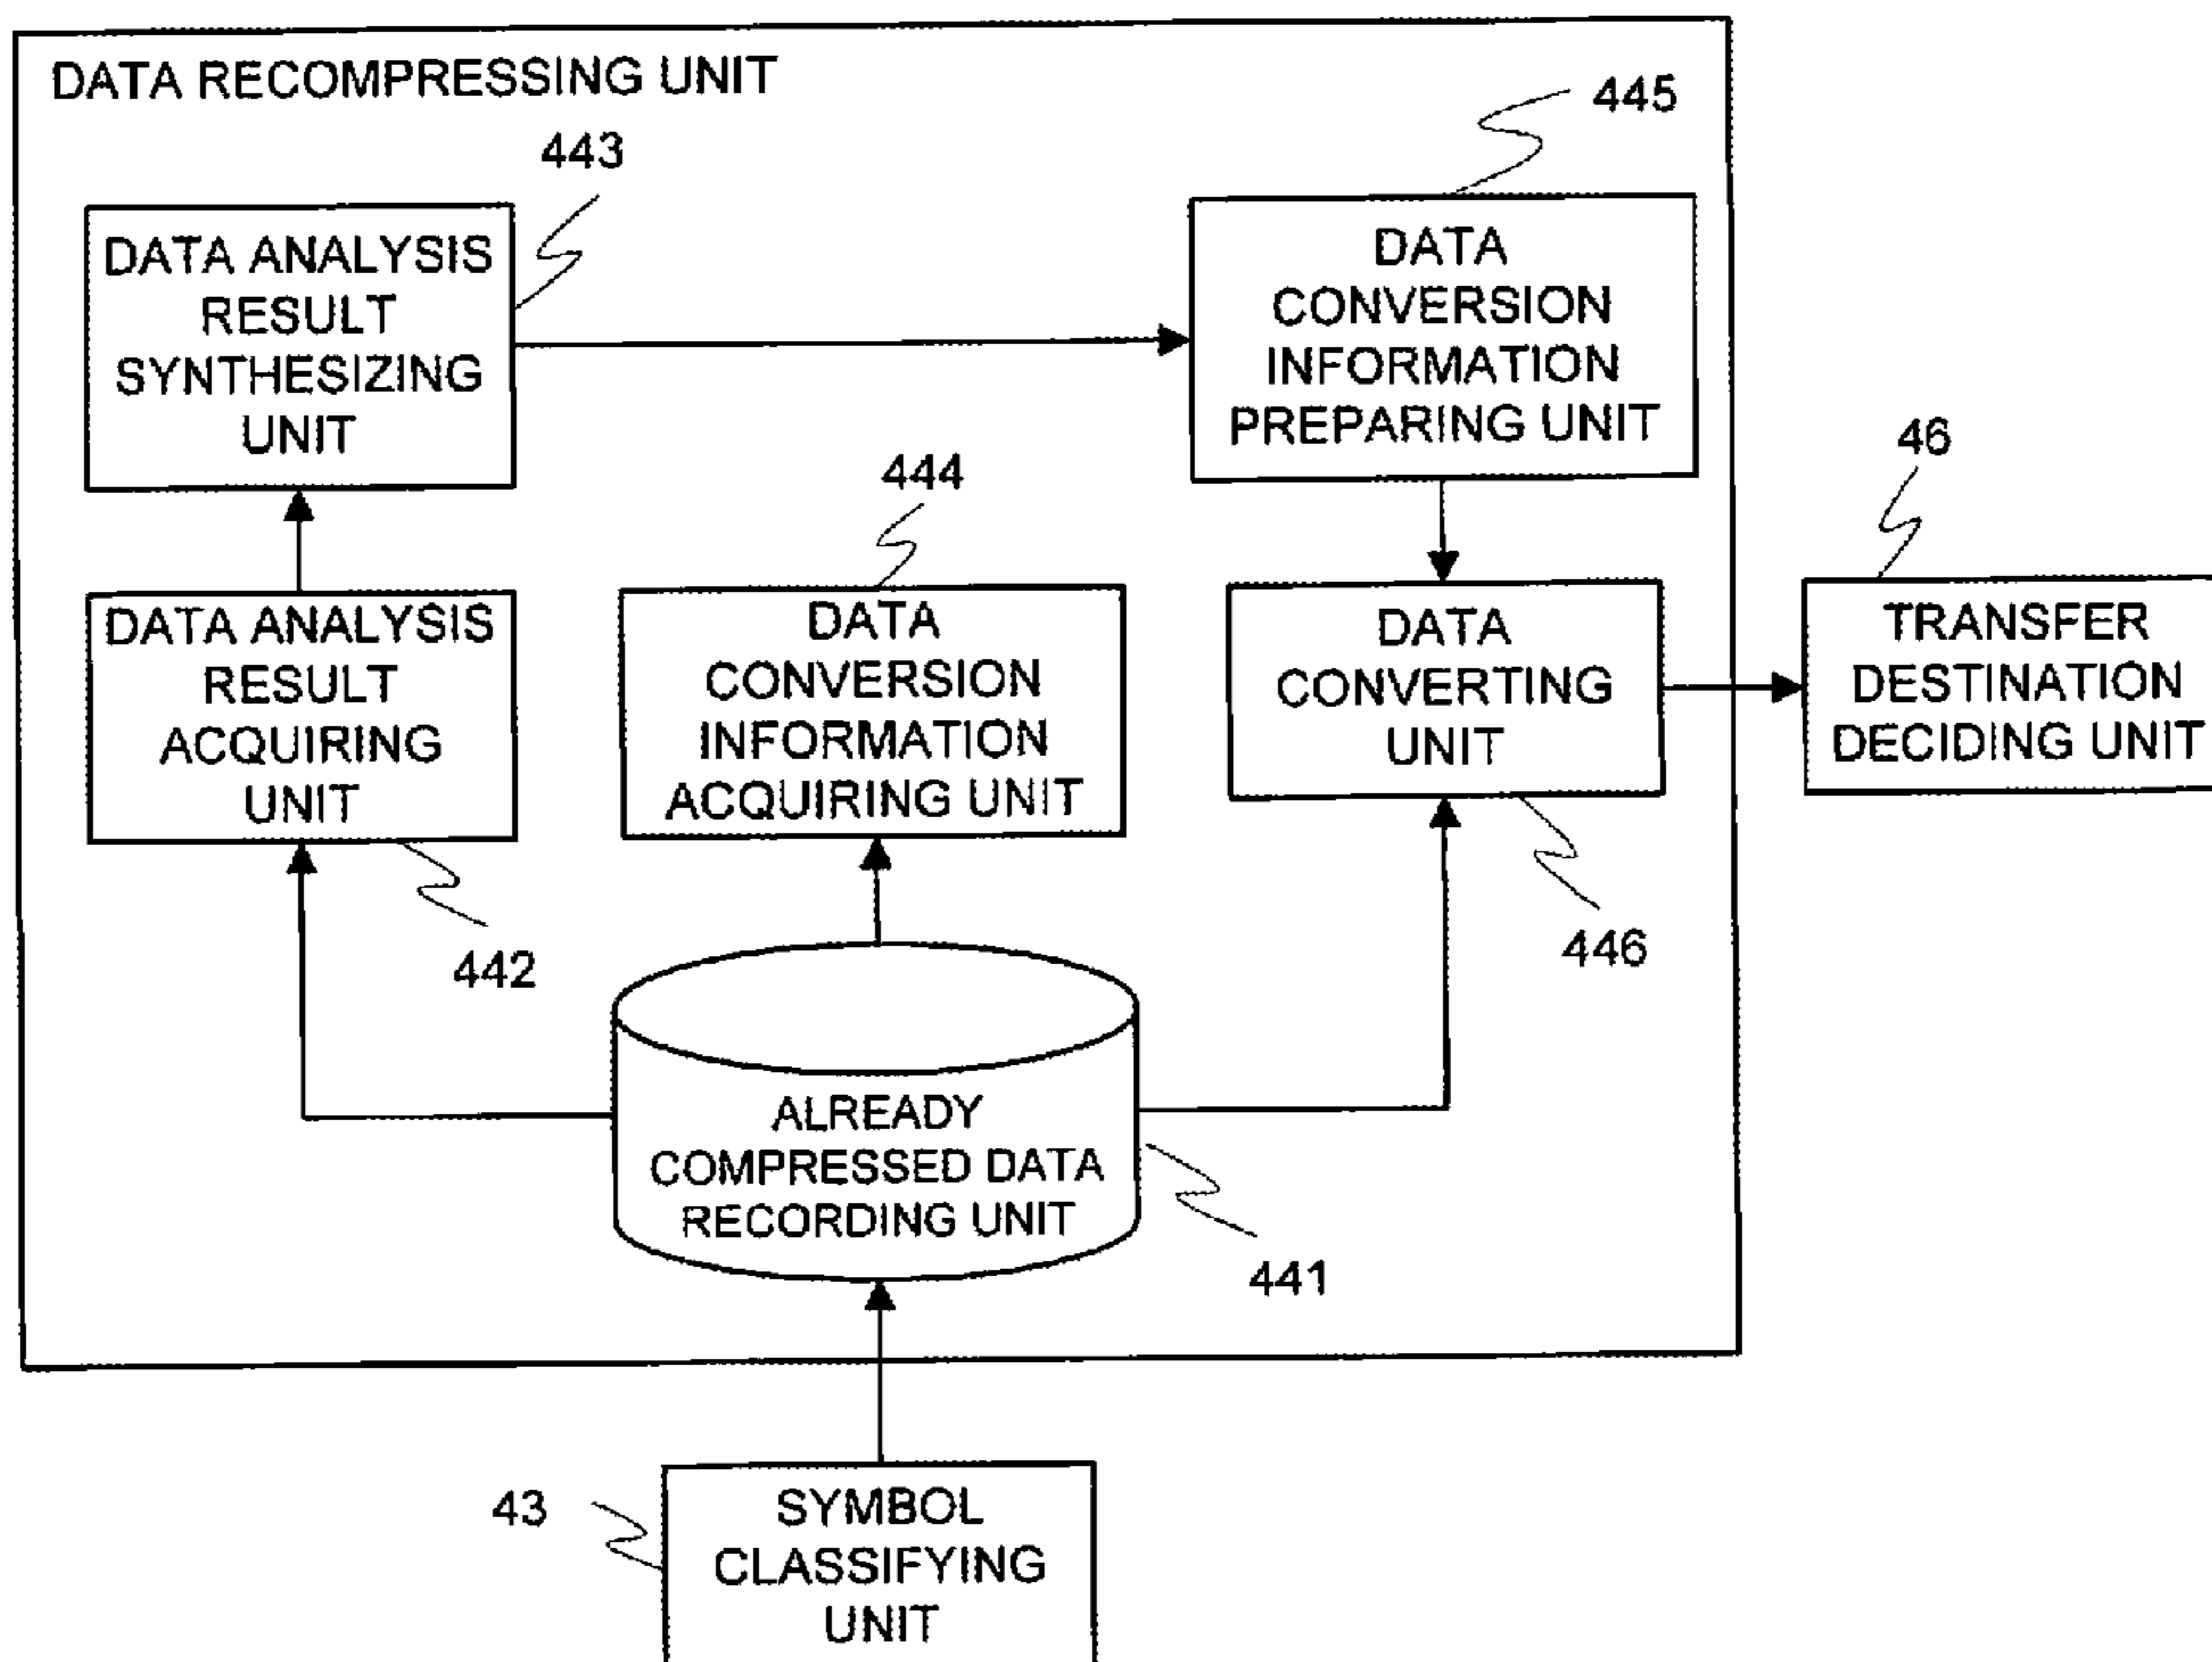 DATA RECOMPRESSING UNIT
445
443
DATA ANALYSIS
RESULT
SYNTHESIZING
UNIT
DATA
CONVERSION
INFORMATION
PREPARING UNIT
444
46
DATA ANALYSIS
RESULT
ACQUIRING
UNIT
DATA
CONVERSION
INFORMATION
ACQUIRING UNIT
DATA
CONVERTING
UNIT
TRANSFER
DESTINATION
DECIDING UNIT
442
446
ALREADY
COMPRESSED DATA
RECORDING UNIT
441
43
SYMBOL
CLASSIFYING
UNIT